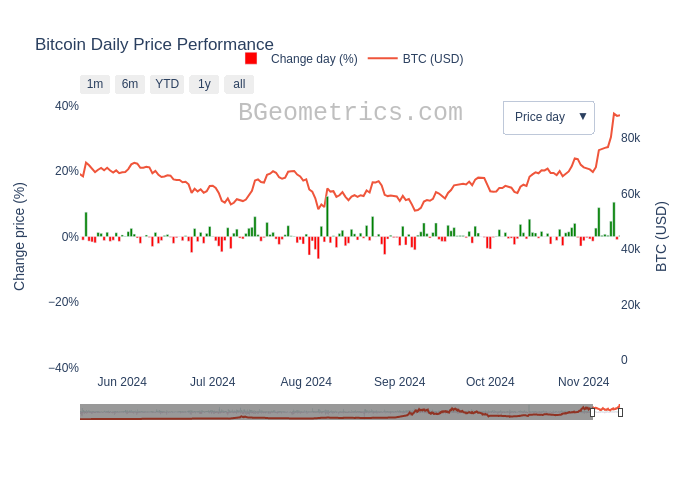 Bitcoin Daily Price Performance
Change day (%) BTC (USD)
1m 6m YTD 1y all
BGeometrics.com
Price day ▼
Change price (%)
40%
20%
0%
−20%
−40%
80k
60k
40k
20k
0
BTC (USD)
Jun 2024 Jul 2024 Aug 2024 Sep 2024 Oct 2024 Nov 2024